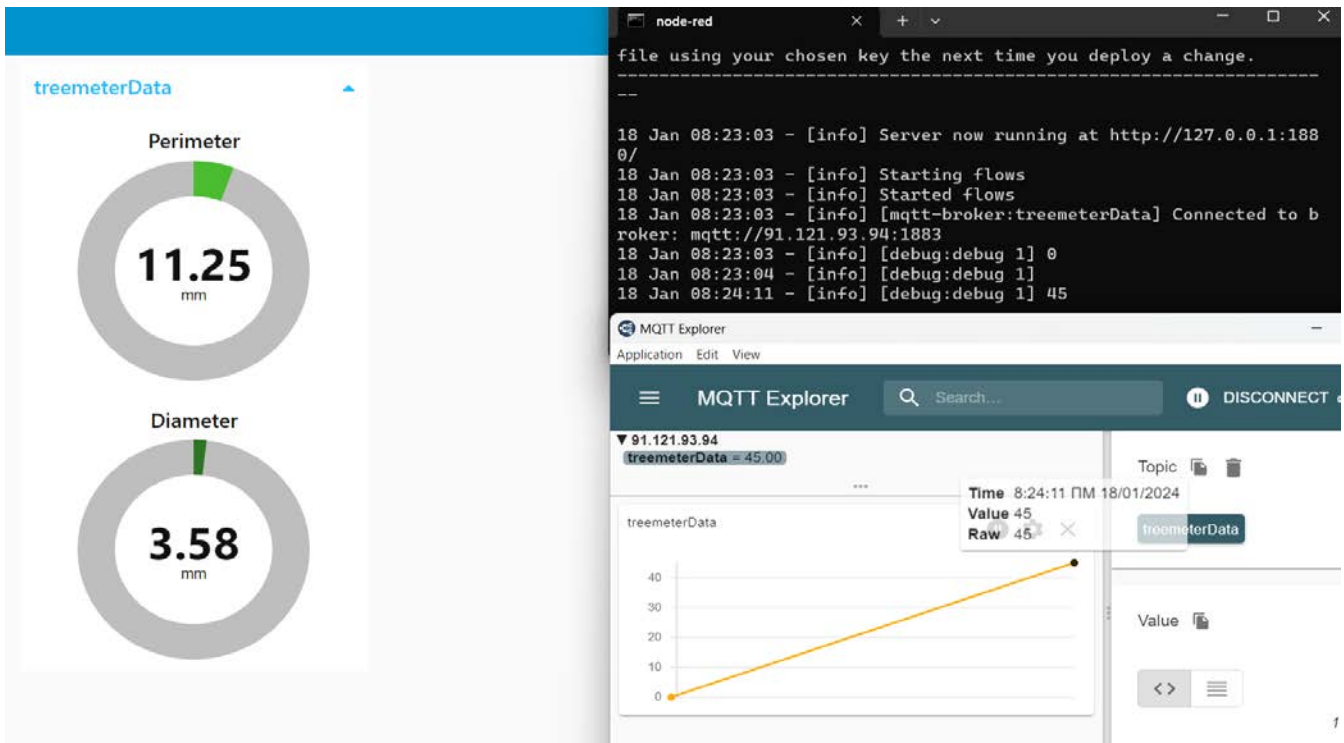 treemeterData
Perimeter
11.25
mm
Diameter
3.58
mm
node-red
file using your chosen key the next time you deploy a change.
---------------------------------------------------------------------
--
18 Jan 08:23:03 - [info] Server now running at http://127.0.0.1:188
0/
18 Jan 08:23:03 - [info] Starting flows
18 Jan 08:23:03 - [info] Started flows
18 Jan 08:23:03 - [info] [mqtt-broker:treemeterData] Connected to b
roker: mqtt://91.121.93.94:1883
18 Jan 08:23:03 - [info] [debug:debug 1] 0
18 Jan 08:23:04 - [info] [debug:debug 1]
18 Jan 08:24:11 - [info] [debug:debug 1] 45
MQTT Explorer
Application Edit View
MQTT Explorer
Search...
DISCONNECT
▼ 91.121.93.94
treemeterData = 45.00
Topic
Time 8:24:11 ΠΜ 18/01/2024
Value 45
Raw 45
treemeterData
treemeterData
40
30
20
10
0
Value
<>
1